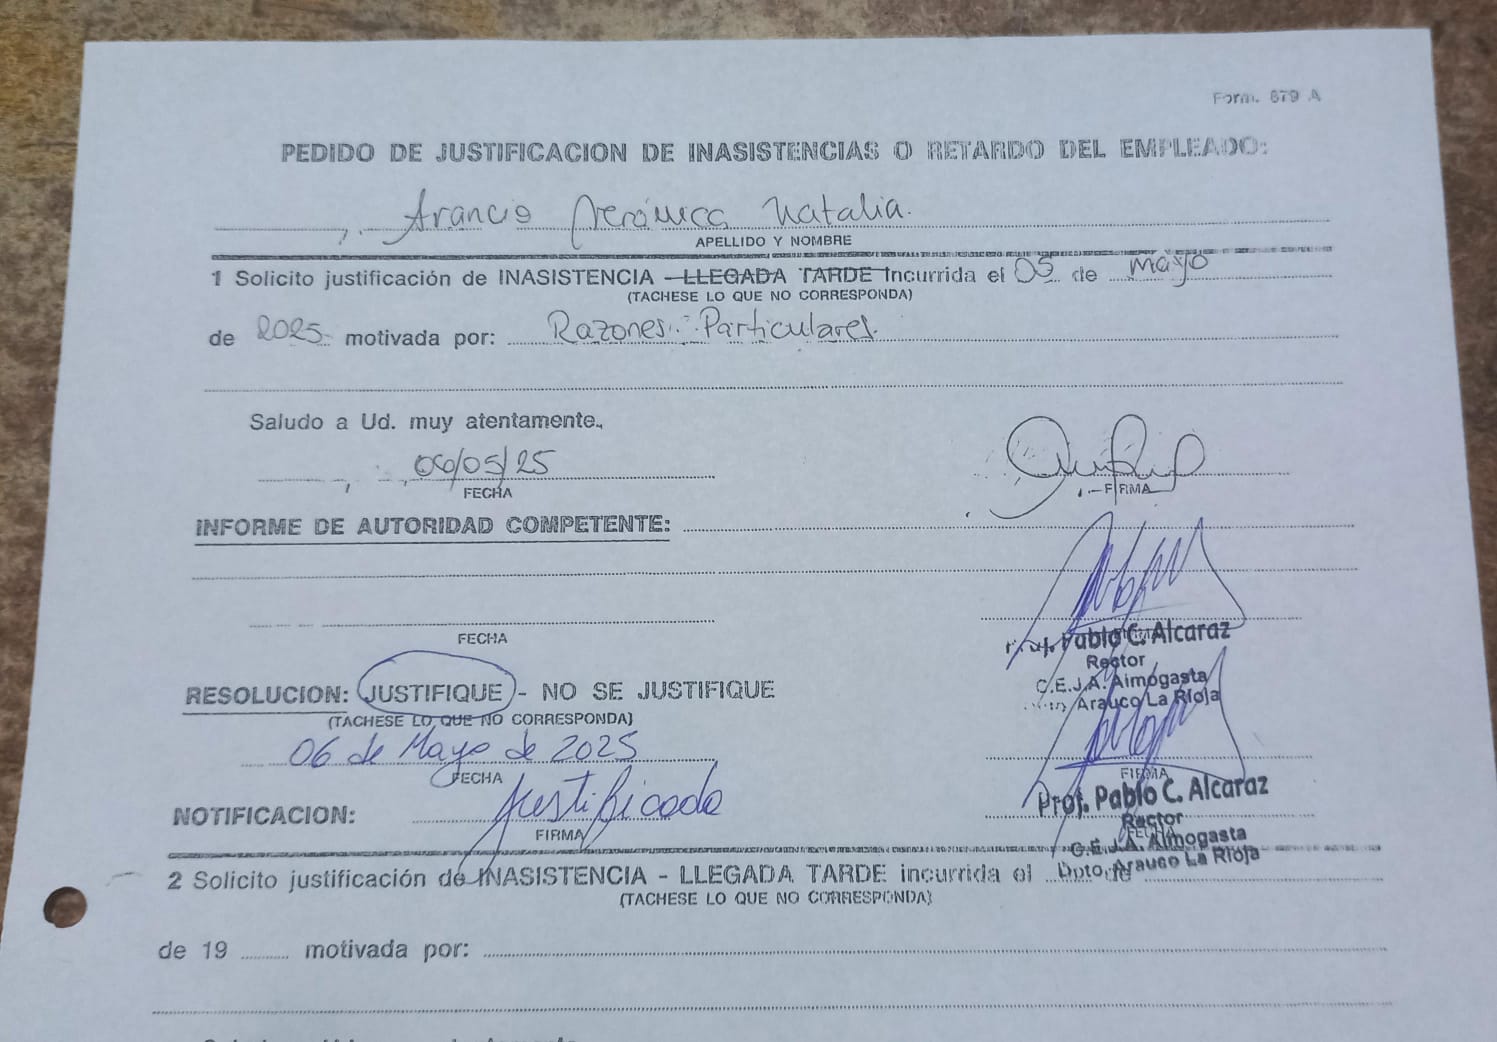 Form. 679 A
PEDIDO DE JUSTIFICACION DE INASISTENCIAS O RETARDO DEL EMPLEADO:
Arancio Verónica Natalia.
APELLIDO Y NOMBRE
1 Solicito justificación de INASISTENCIA - LLEGADA TARDE incurrida el 05 de mayo
(TACHESE LO QUE NO CORRESPONDA)
de 2025 motivada por: Razones Particulares.
Saludo a Ud. muy atentamente.
06/05/25
FECHA
FIRMA
INFORME DE AUTORIDAD COMPETENTE:
FECHA
Prof. Pablo C. Alcaraz
Rector
C.E.J.A. Aimogasta
Arauco La Rioja
RESOLUCION: JUSTIFIQUE - NO SE JUSTIFIQUE
(TACHESE LO QUE NO CORRESPONDA)
06 de Mayo de 2025
FECHA
FIRMA
NOTIFICACION: Justificado
FIRMA
FECHA
Prof. Pablo C. Alcaraz
Rector
C.E.J.A. Aimogasta
Dpto. Arauco La Rioja
2 Solicito justificación de INASISTENCIA - LLEGADA TARDE incurrida el de
(TACHESE LO QUE NO CORRESPONDA)
de 19 motivada por: